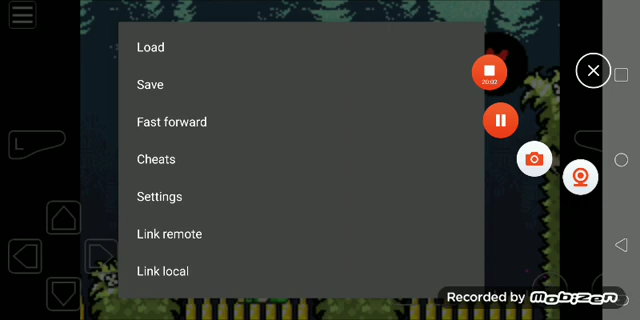 Load
Save
Fast forward
Cheats
Settings
Link remote
Link local
L
20:02
Recorded by mobizen